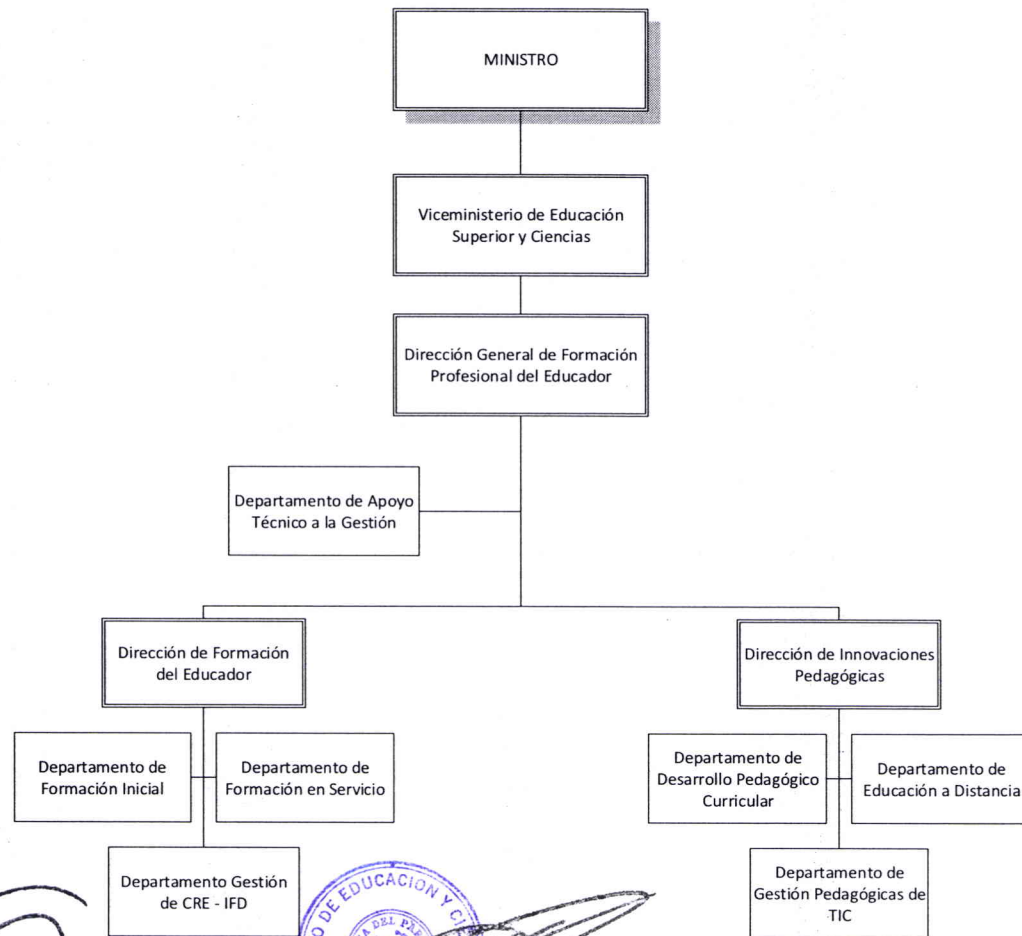 MINISTRO
Viceministerio de Educación
Superior y Ciencias
Dirección General de Formación
Profesional del Educador
Departamento de Apoyo
Técnico a la Gestión
Dirección de Formación
del Educador
Dirección de Innovaciones
Pedagógicas
Departamento de
Formación Inicial
Departamento de
Formación en Servicio
Departamento de
Desarrollo Pedagógico
Curricular
Departamento de
Educación a Distancia
Departamento Gestión
de CRE - IFD
Departamento de
Gestión Pedagógicas de
TIC
DE EDUCACION Y
DEL